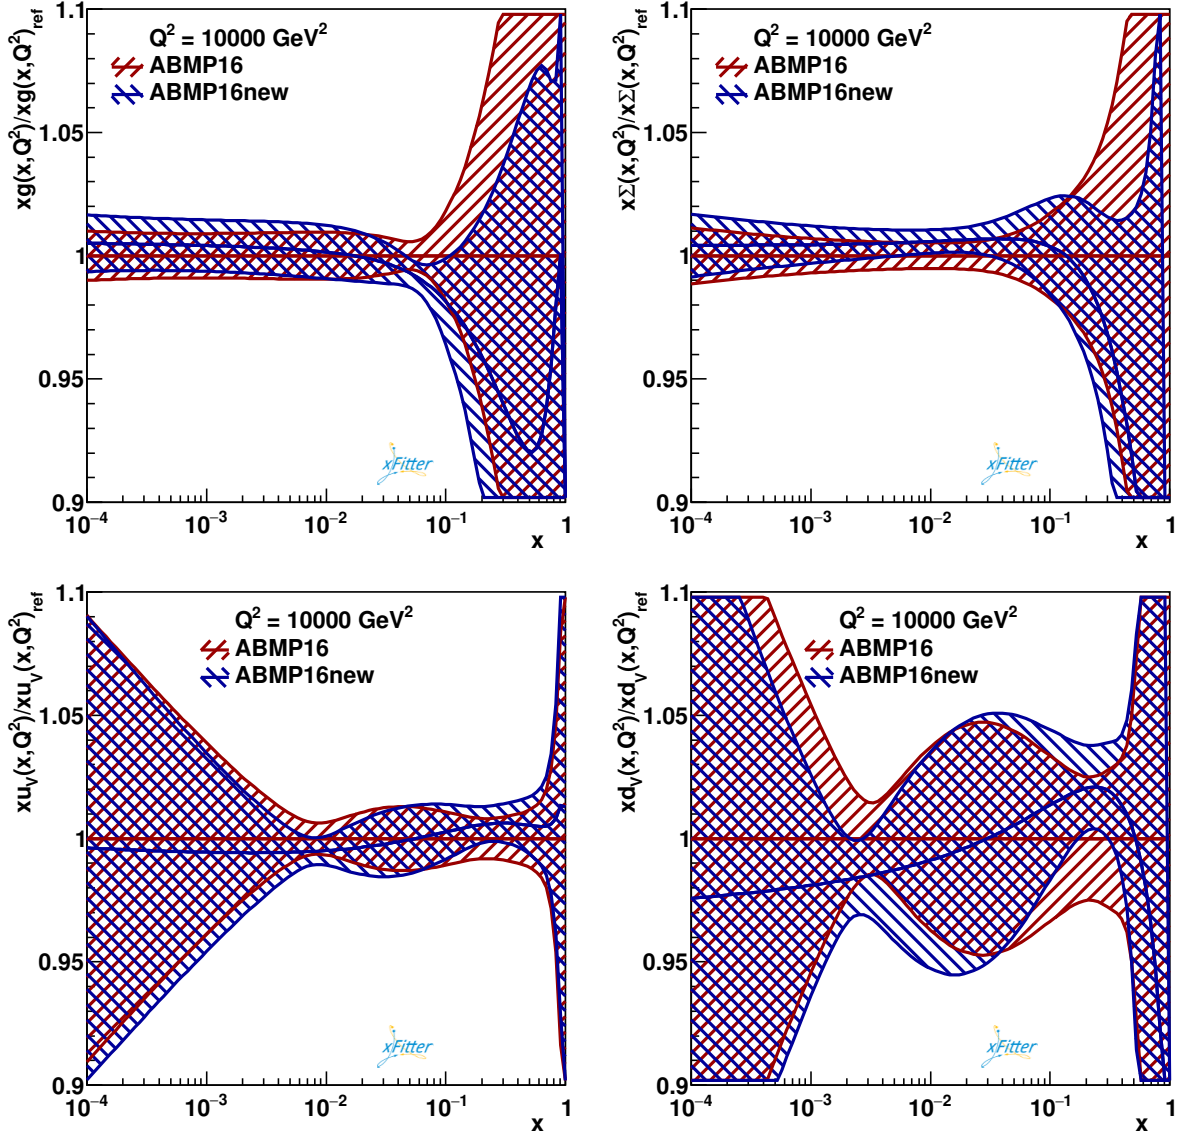 1.1
1.05
1
0.95
0.9
xg(x,Q²)/xg(x,Q²)ref
Q² = 10000 GeV²
ABMP16
ABMP16new
xFitter
10⁻⁴ 10⁻³ 10⁻² 10⁻¹ 1
x
1.1
1.05
1
0.95
0.9
xΣ(x,Q²)/xΣ(x,Q²)ref
Q² = 10000 GeV²
ABMP16
ABMP16new
xFitter
10⁻⁴ 10⁻³ 10⁻² 10⁻¹ 1
x
1.1
1.05
1
0.95
0.9
xuV(x,Q²)/xuV(x,Q²)ref
Q² = 10000 GeV²
ABMP16
ABMP16new
xFitter
10⁻⁴ 10⁻³ 10⁻² 10⁻¹ 1
x
1.1
1.05
1
0.95
0.9
xdV(x,Q²)/xdV(x,Q²)ref
Q² = 10000 GeV²
ABMP16
ABMP16new
xFitter
10⁻⁴ 10⁻³ 10⁻² 10⁻¹ 1
x